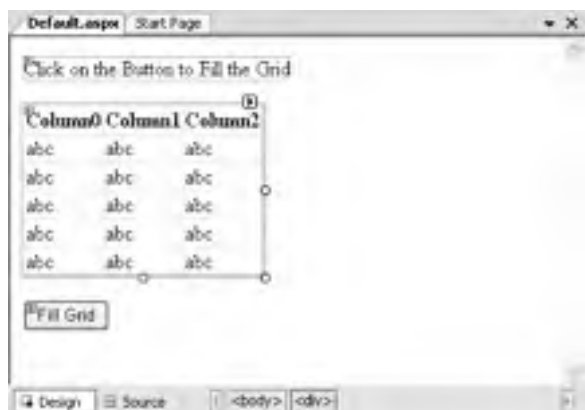 Default.aspx Start Page
Click on the Button to Fill the Grid
Column0 Column1 Column2
abc abc abc
abc abc abc
abc abc abc
abc abc abc
abc abc abc
Fill Grid
Design Source <body> <div>